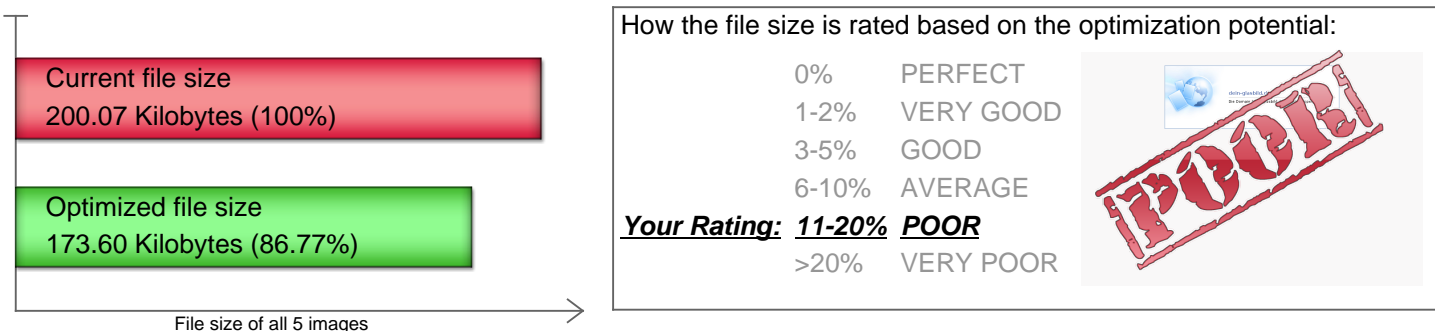 Current file size
200.07 Kilobytes (100%)
Optimized file size
173.60 Kilobytes (86.77%)
File size of all 5 images
How the file size is rated based on the optimization potential:
0% PERFECT
1-2% VERY GOOD
3-5% GOOD
6-10% AVERAGE
Your Rating: 11-20% POOR
>20% VERY POOR
POOR